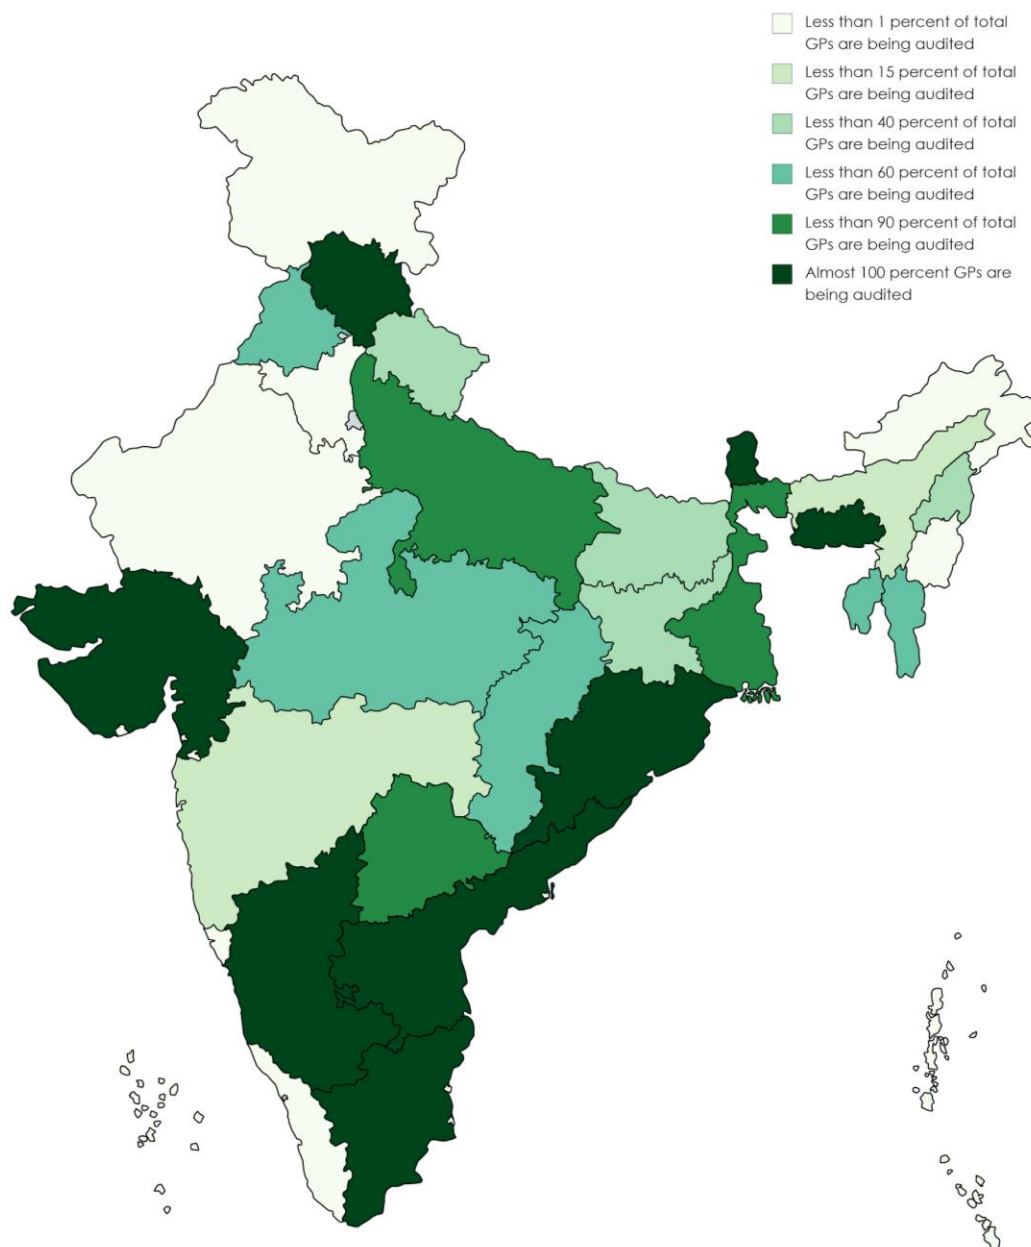 Less than 1 percent of total
GPs are being audited
Less than 15 percent of total
GPs are being audited
Less than 40 percent of total
GPs are being audited
Less than 60 percent of total
GPs are being audited
Less than 90 percent of total
GPs are being audited
Almost 100 percent GPs are
being audited